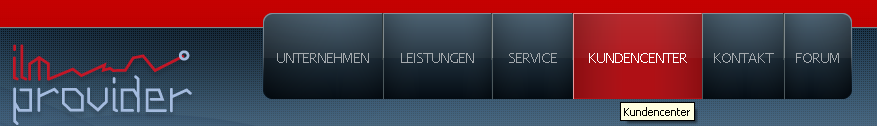 ilm
provider
UNTERNEHMEN LEISTUNGEN SERVICE KUNDENCENTER KONTAKT FORUM
Kundencenter